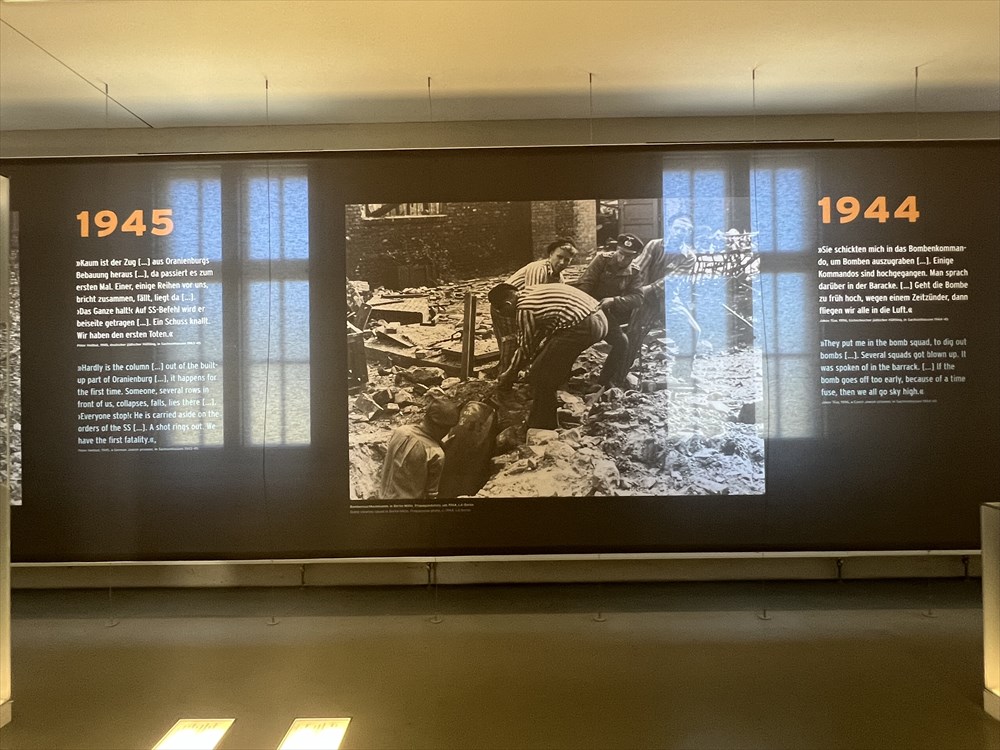 1945
»Kaum ist der Zug [...] aus Oranienburgs
Bebauung heraus [...], da passiert es zum
ersten Mal. Einer, einige Reihen vor uns,
bricht zusammen, fällt, liegt da [...].
›Das Ganze halt!‹ Auf SS-Befehl wird er
beiseite getragen [...]. Ein Schuss knallt.
Wir haben den ersten Toten.«
»Hardly is the column [...] out of the built-
up part of Oranienburg [...], it happens for
the first time. Someone, several rows in
front of us, collapses, falls, lies there [...].
›Everyone stop!‹ He is carried aside on the
orders of the SS [...]. A shot rings out. We
have the first fatality.«
1944
»Sie schickten mich in das Bombenkomman-
do, um Bomben auszugraben [...]. Einige
Kommandos sind hochgegangen. Man sprach
darüber in der Baracke. [...] Geht die Bombe
zu früh hoch, wegen einem Zeitzünder, dann
fliegen wir alle in die Luft.«
»They put me in the bomb squad, to dig out
bombs [...]. Several squads got blown up. It
was spoken of in the barrack. [...] If the
bomb goes off too early, because of a time
fuse, then we all go sky high.«